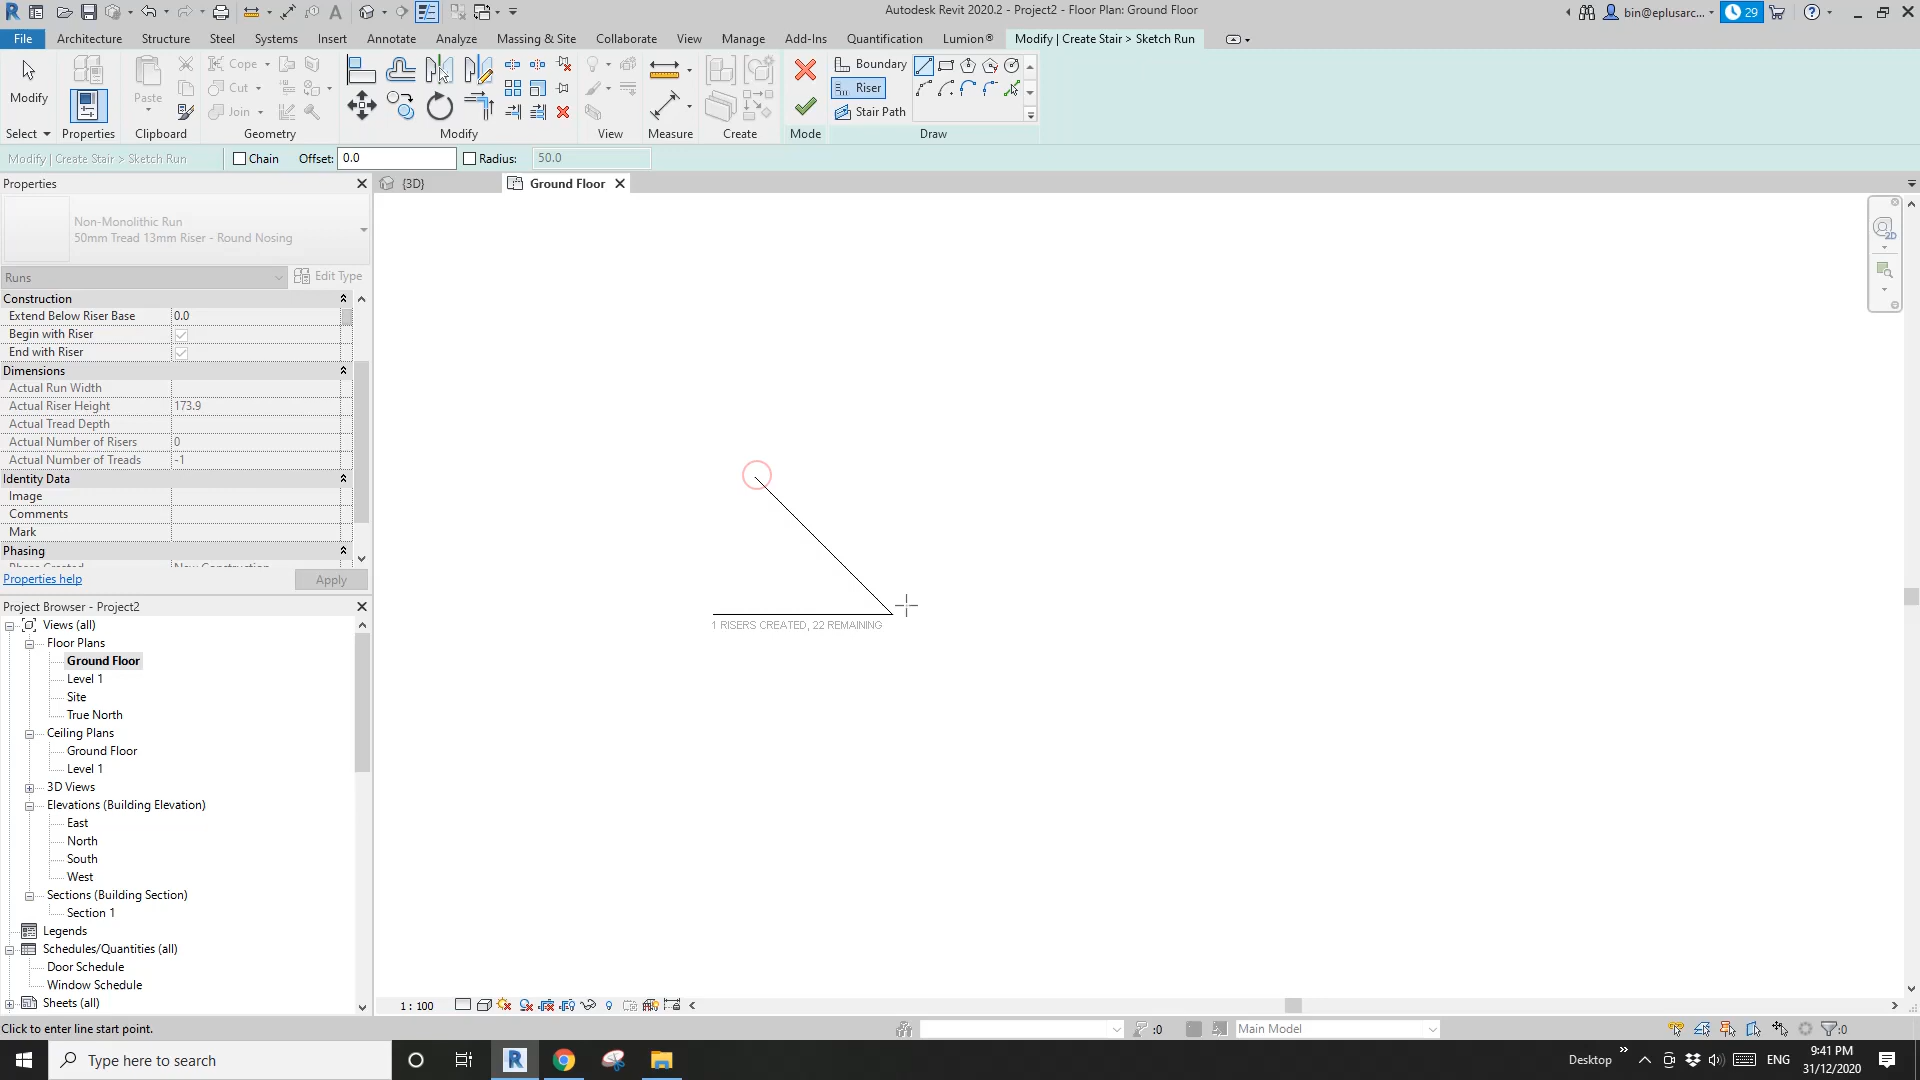 Autodesk Revit 2020.2 - Project2 - Floor Plan: Ground Floor
bin@eplusarc...
29
File Architecture Structure Steel Systems Insert Annotate Analyze Massing & Site Collaborate View Manage Add-Ins Quantification Lumion® Modify | Create Stair > Sketch Run
Modify
Paste
Cope
Cut
Join
Boundary
Riser
Stair Path
Select Properties Clipboard Geometry Modify View Measure Create Mode Draw
Modify | Create Stair > Sketch Run
Chain
Offset: 0.0
Radius: 50.0
Properties
{3D}
Ground Floor
2D
Non-Monolithic Run
50mm Tread 13mm Riser - Round Nosing
Runs
Edit Type
Construction
Extend Below Riser Base 0.0
Begin with Riser
End with Riser
Dimensions
Actual Run Width
Actual Riser Height 173.9
Actual Tread Depth
Actual Number of Risers 0
Actual Number of Treads -1
Identity Data
Image
Comments
Mark
Phasing
Phase Created New Construction
Properties help
Apply
1 RISERS CREATED, 22 REMAINING
Project Browser - Project2
Views (all)
Floor Plans
Ground Floor
Level 1
Site
True North
Ceiling Plans
Ground Floor
Level 1
3D Views
Elevations (Building Elevation)
East
North
South
West
Sections (Building Section)
Section 1
Legends
Schedules/Quantities (all)
Door Schedule
Window Schedule
Sheets (all)
1 : 100
Click to enter line start point.
:0
Main Model
:0
Type here to search
Desktop
ENG
9:41 PM
31/12/2020